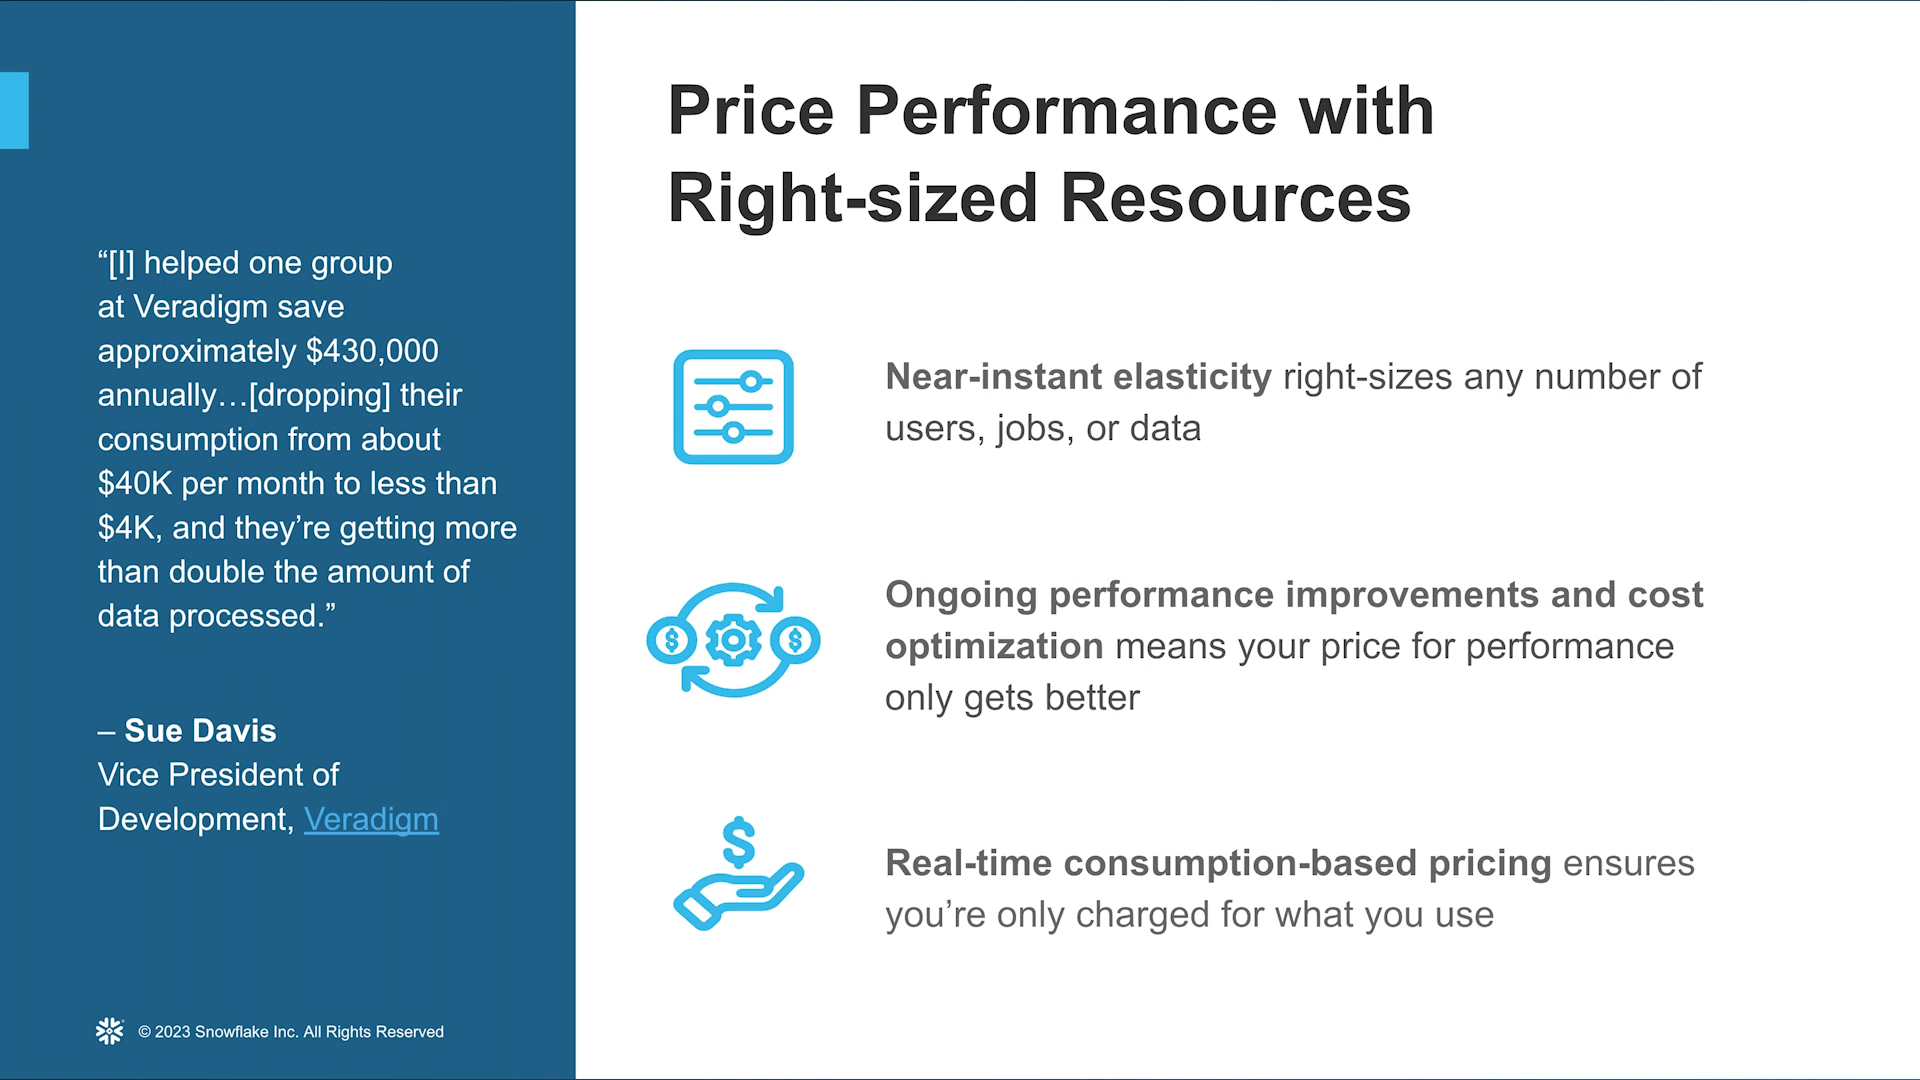 Price Performance with
Right-sized Resources
“[I] helped one group
at Veradigm save
approximately $430,000
annually…[dropping] their
consumption from about
$40K per month to less than
$4K, and they’re getting more
than double the amount of
data processed.”
– Sue Davis
Vice President of
Development, Veradigm
Near-instant elasticity right-sizes any number of
users, jobs, or data
Ongoing performance improvements and cost
optimization means your price for performance
only gets better
Real-time consumption-based pricing ensures
you’re only charged for what you use
© 2023 Snowflake Inc. All Rights Reserved